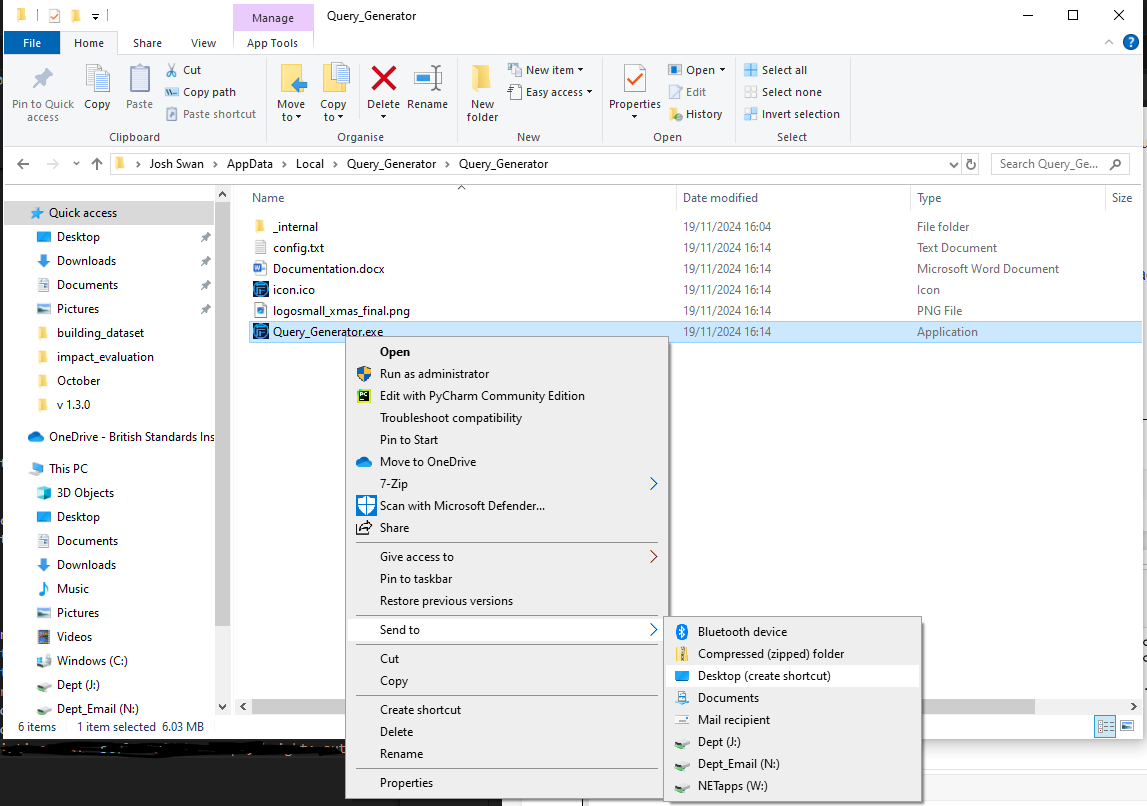 Manage
Query_Generator
File
Home
Share
View
App Tools
Pin to Quick access
Copy
Paste
Cut
Copy path
Paste shortcut
Clipboard
Move to
Copy to
Delete
Rename
Organise
New folder
New item
Easy access
New
Properties
Open
Edit
History
Open
Select all
Select none
Invert selection
Select
Josh Swan > AppData > Local > Query_Generator > Query_Generator
Search Query_Ge...
Name Date modified Type Size
_internal 19/11/2024 16:04 File folder
config.txt 19/11/2024 16:14 Text Document
Documentation.docx 19/11/2024 16:14 Microsoft Word Document
icon.ico 19/11/2024 16:14 Icon
logosmall_xmas_final.png 19/11/2024 16:14 PNG File
Query_Generator.exe 19/11/2024 16:14 Application
Quick access
Desktop
Downloads
Documents
Pictures
building_dataset
impact_evaluation
October
v 1.3.0
OneDrive - British Standards Ins
This PC
3D Objects
Desktop
Documents
Downloads
Music
Pictures
Videos
Windows (C:)
Dept (J:)
Dept_Email (N:)
6 items 1 item selected 6.03 MB
Open
Run as administrator
Edit with PyCharm Community Edition
Troubleshoot compatibility
Pin to Start
Move to OneDrive
7-Zip
Scan with Microsoft Defender...
Share
Give access to
Pin to taskbar
Restore previous versions
Send to
Cut
Copy
Create shortcut
Delete
Rename
Properties
Bluetooth device
Compressed (zipped) folder
Desktop (create shortcut)
Documents
Mail recipient
Dept (J:)
Dept_Email (N:)
NETapps (W:)